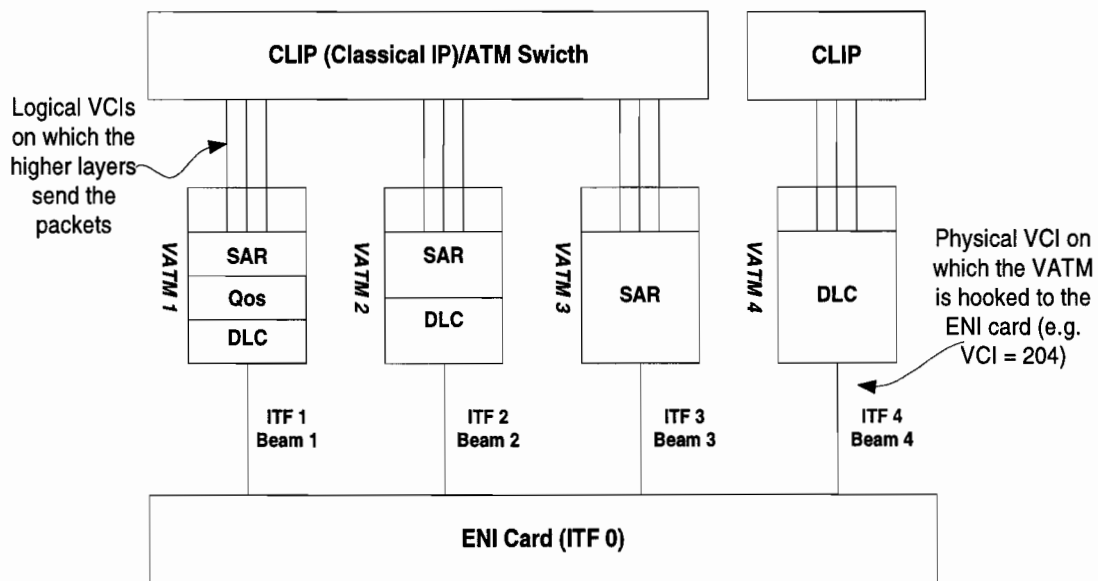 CLIP (Classical IP)/ATM Swicth
CLIP
Logical VCIs
on which the
higher layers
send the
packets
VATM 1
SAR
Qos
DLC
VATM 2
SAR
DLC
VATM 3
SAR
VATM 4
DLC
Physical VCI on
which the VATM
is hooked to the
ENI card (e.g.
VCI = 204)
ITF 1
Beam 1
ITF 2
Beam 2
ITF 3
Beam 3
ITF 4
Beam 4
ENI Card (ITF 0)